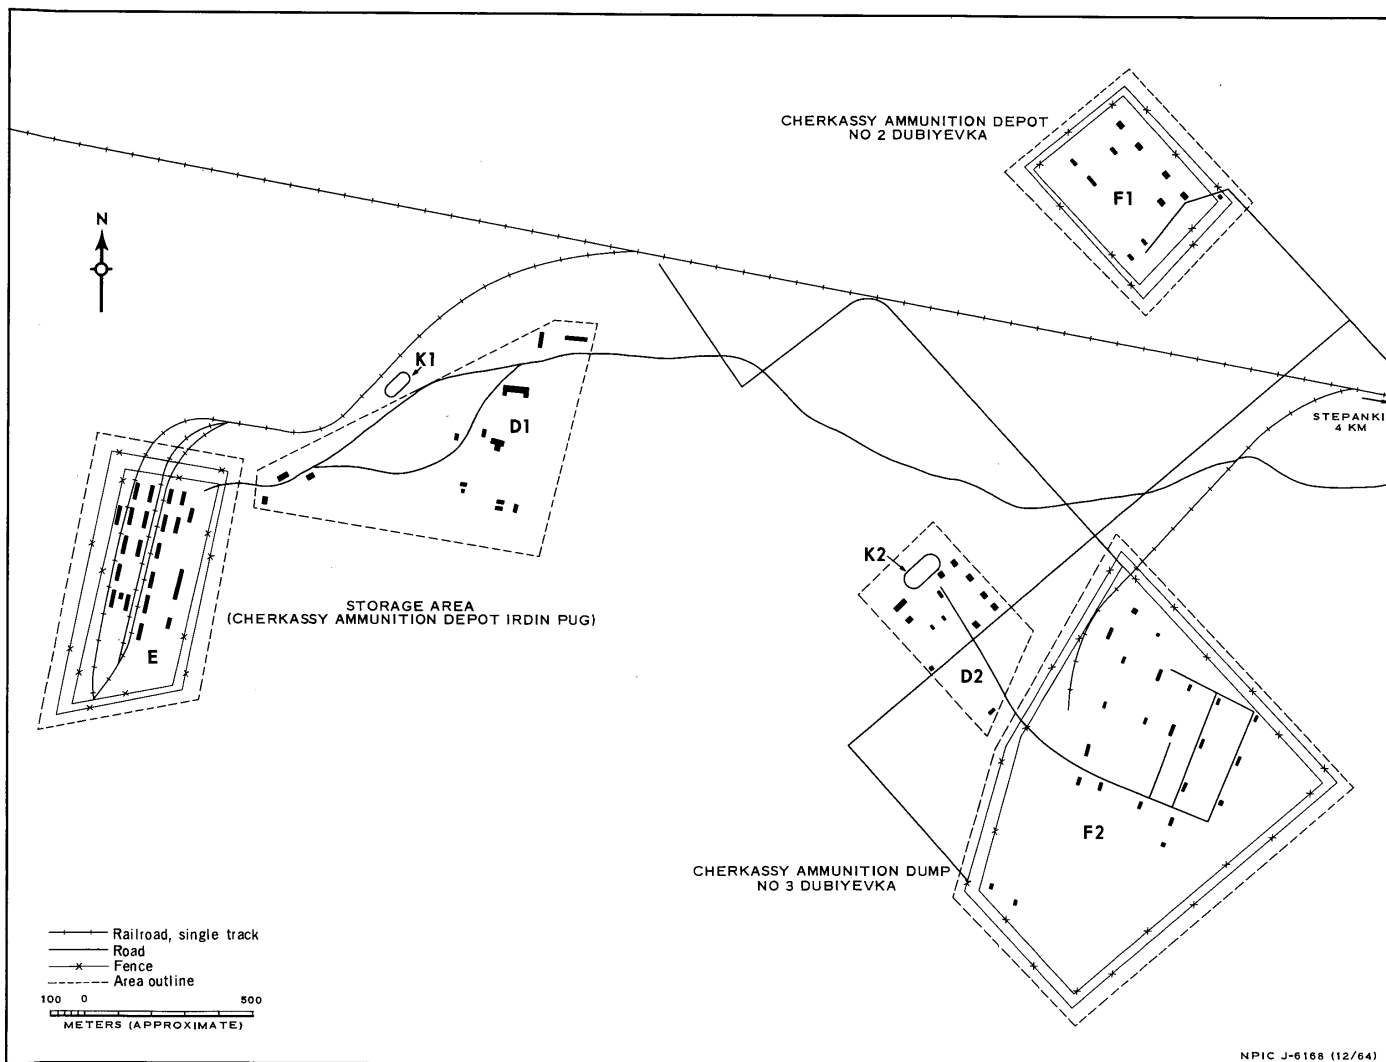 CHERKASSY AMMUNITION DEPOT
NO 2 DUBIYEVKA
F1
N
K1
D1
STEPANKI
4 KM
K2
STORAGE AREA
(CHERKASSY AMMUNITION DEPOT IRDIN PUG)
E
D2
F2
CHERKASSY AMMUNITION DUMP
NO 3 DUBIYEVKA
Railroad, single track
Road
Fence
Area outline
100 0 500
METERS (APPROXIMATE)
NPIC J-6168 (12/64)